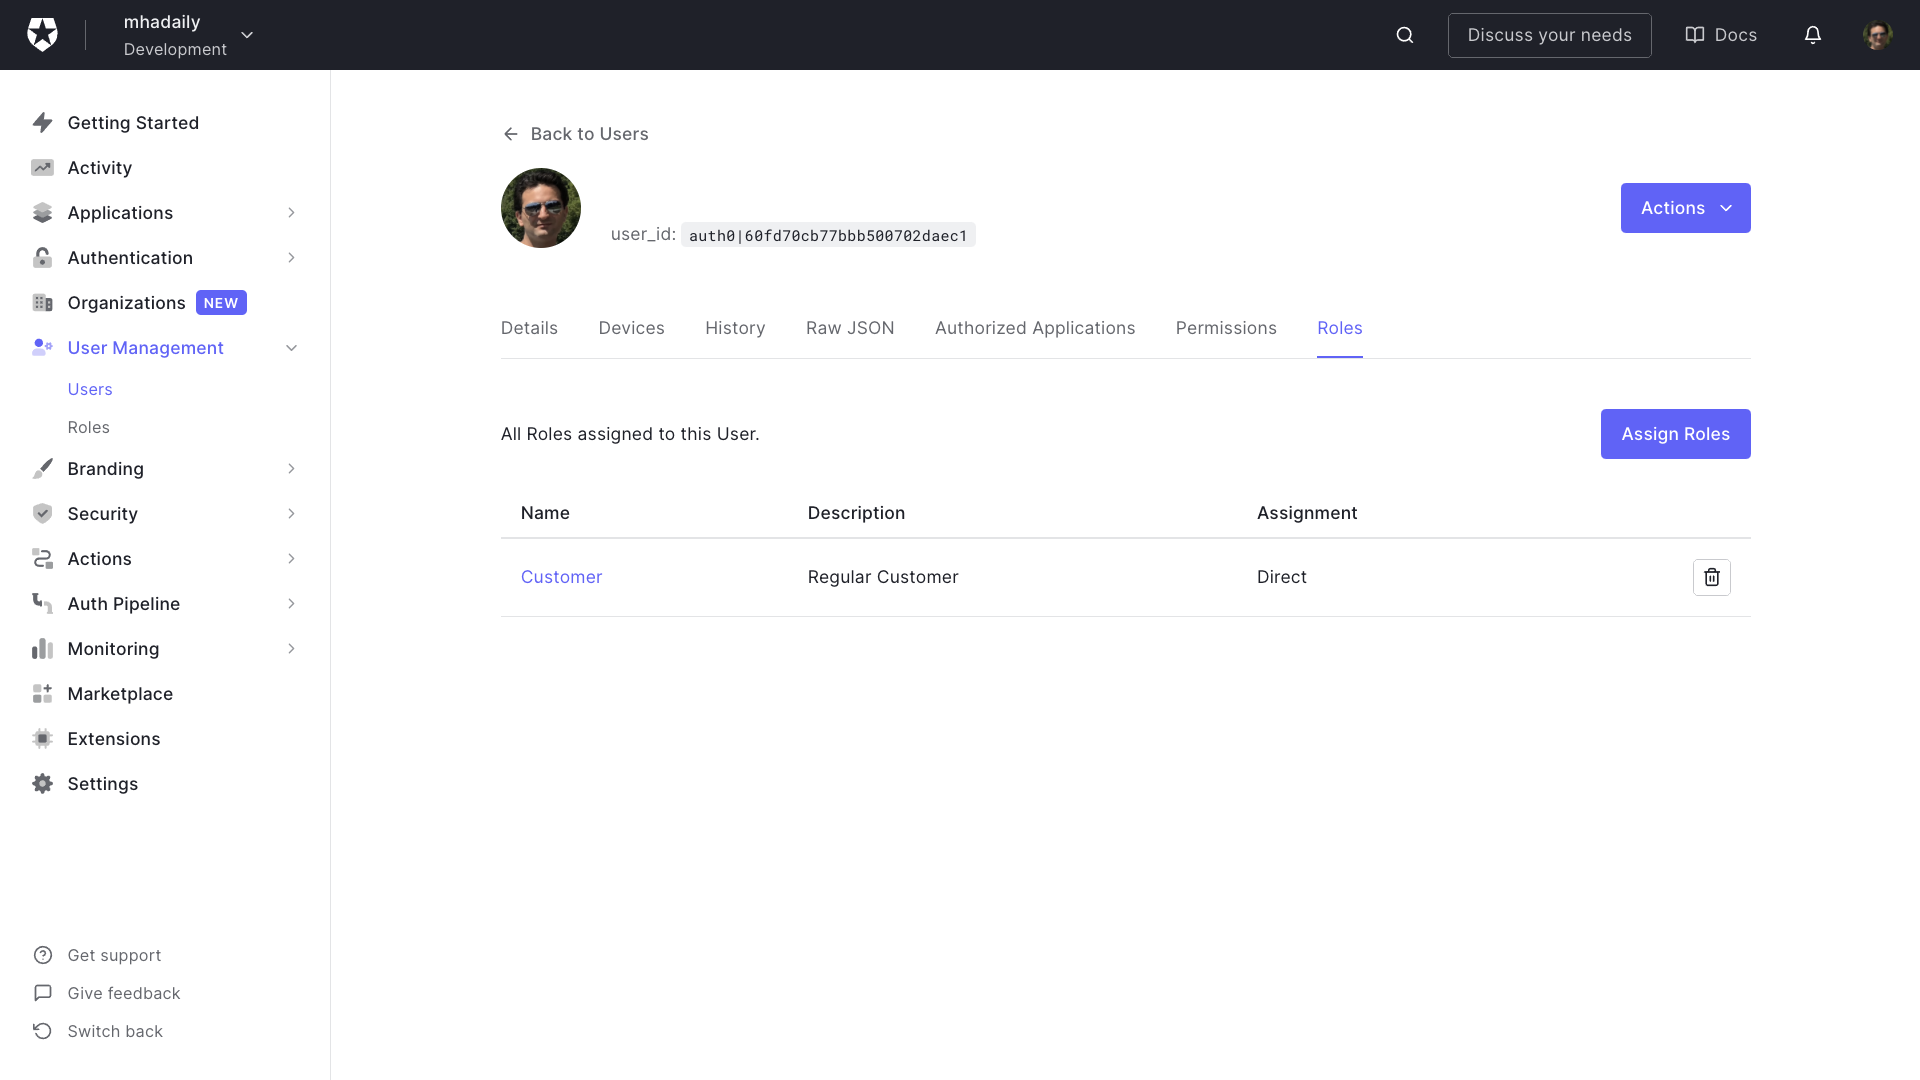 mhadaily
Development
Discuss your needs
Docs
Getting Started
Activity
Applications
Authentication
Organizations NEW
User Management
Users
Roles
Branding
Security
Actions
Auth Pipeline
Monitoring
Marketplace
Extensions
Settings
Get support
Give feedback
Switch back
Back to Users
user_id: auth0|60fd70cb77bbb500702daec1
Actions
Details Devices History Raw JSON Authorized Applications Permissions Roles
All Roles assigned to this User.
Assign Roles
Name Description Assignment
Customer Regular Customer Direct